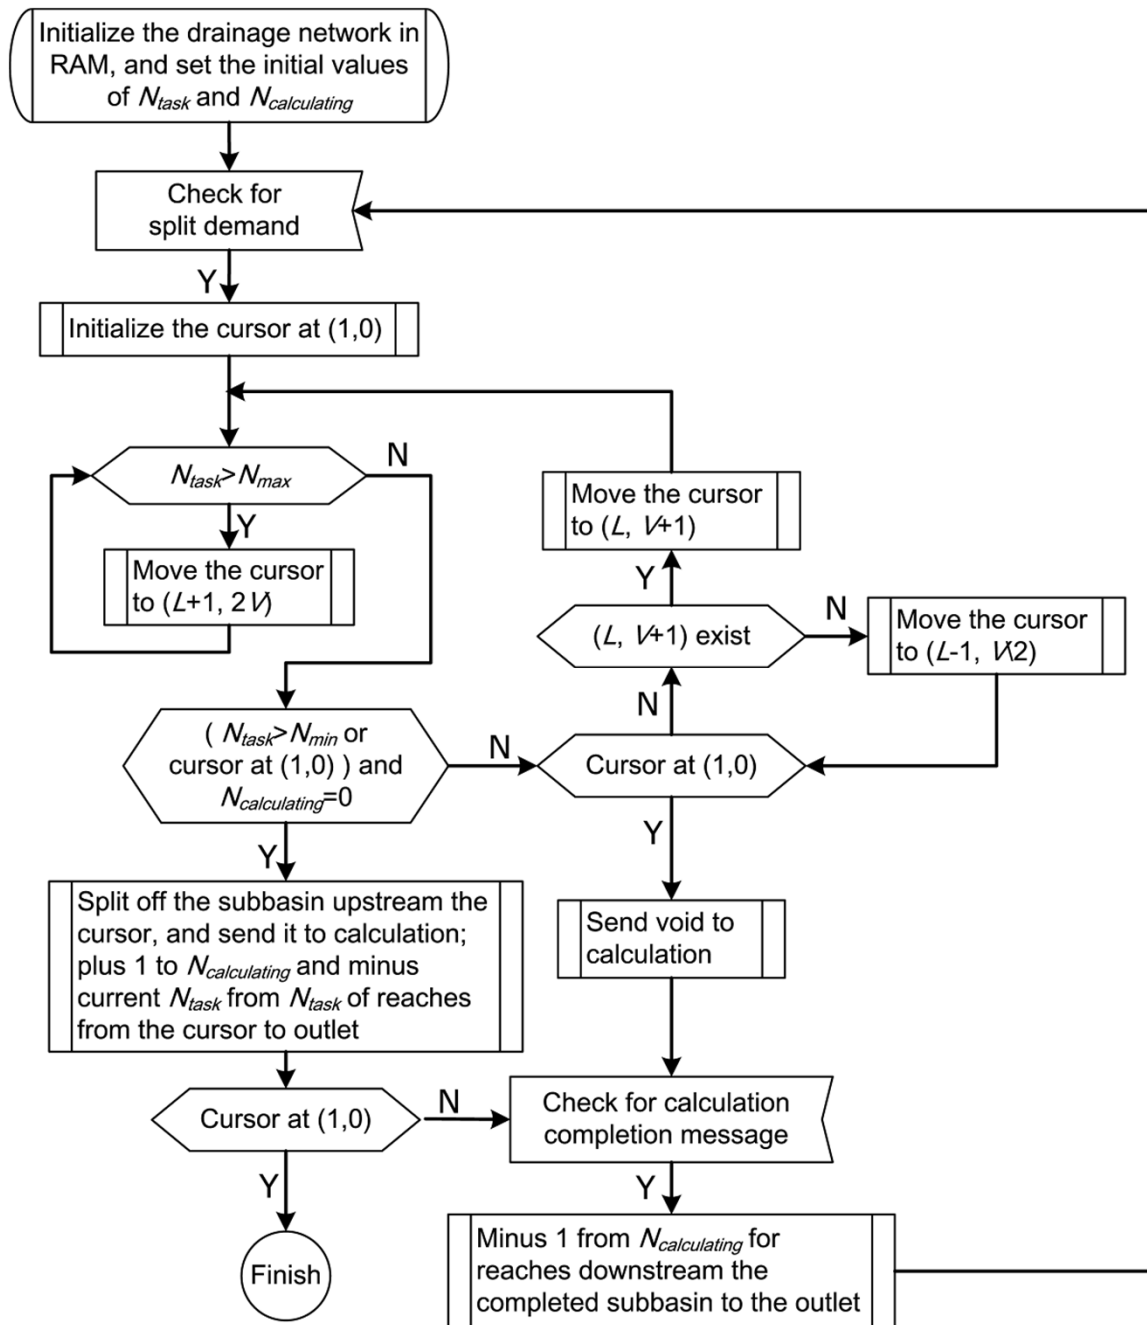 Initialize the drainage network in
RAM, and set the initial values
of Ntask and Ncalculating
Check for
split demand
Y
Initialize the cursor at (1,0)
Ntask>Nmax
N
Y
Move the cursor
to (L+1, 2V)
Move the cursor
to (L, V+1)
Y
(L, V+1) exist
N
Move the cursor
to (L-1, V\2)
N
( Ntask>Nmin or
cursor at (1,0) ) and
Ncalculating=0
N
Cursor at (1,0)
Y
Y
Split off the subbasin upstream the
cursor, and send it to calculation;
plus 1 to Ncalculating and minus
current Ntask from Ntask of reaches
from the cursor to outlet
Send void to
calculation
Cursor at (1,0)
N
Check for calculation
completion message
Y
Y
Finish
Minus 1 from Ncalculating for
reaches downstream the
completed subbasin to the outlet